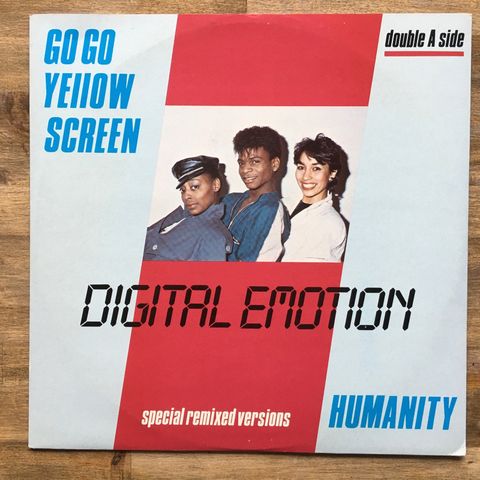 GO GO
YEllOW
SCREEN
double A side
DIGITAL EMOTION
special remixed versions
HUMANITY